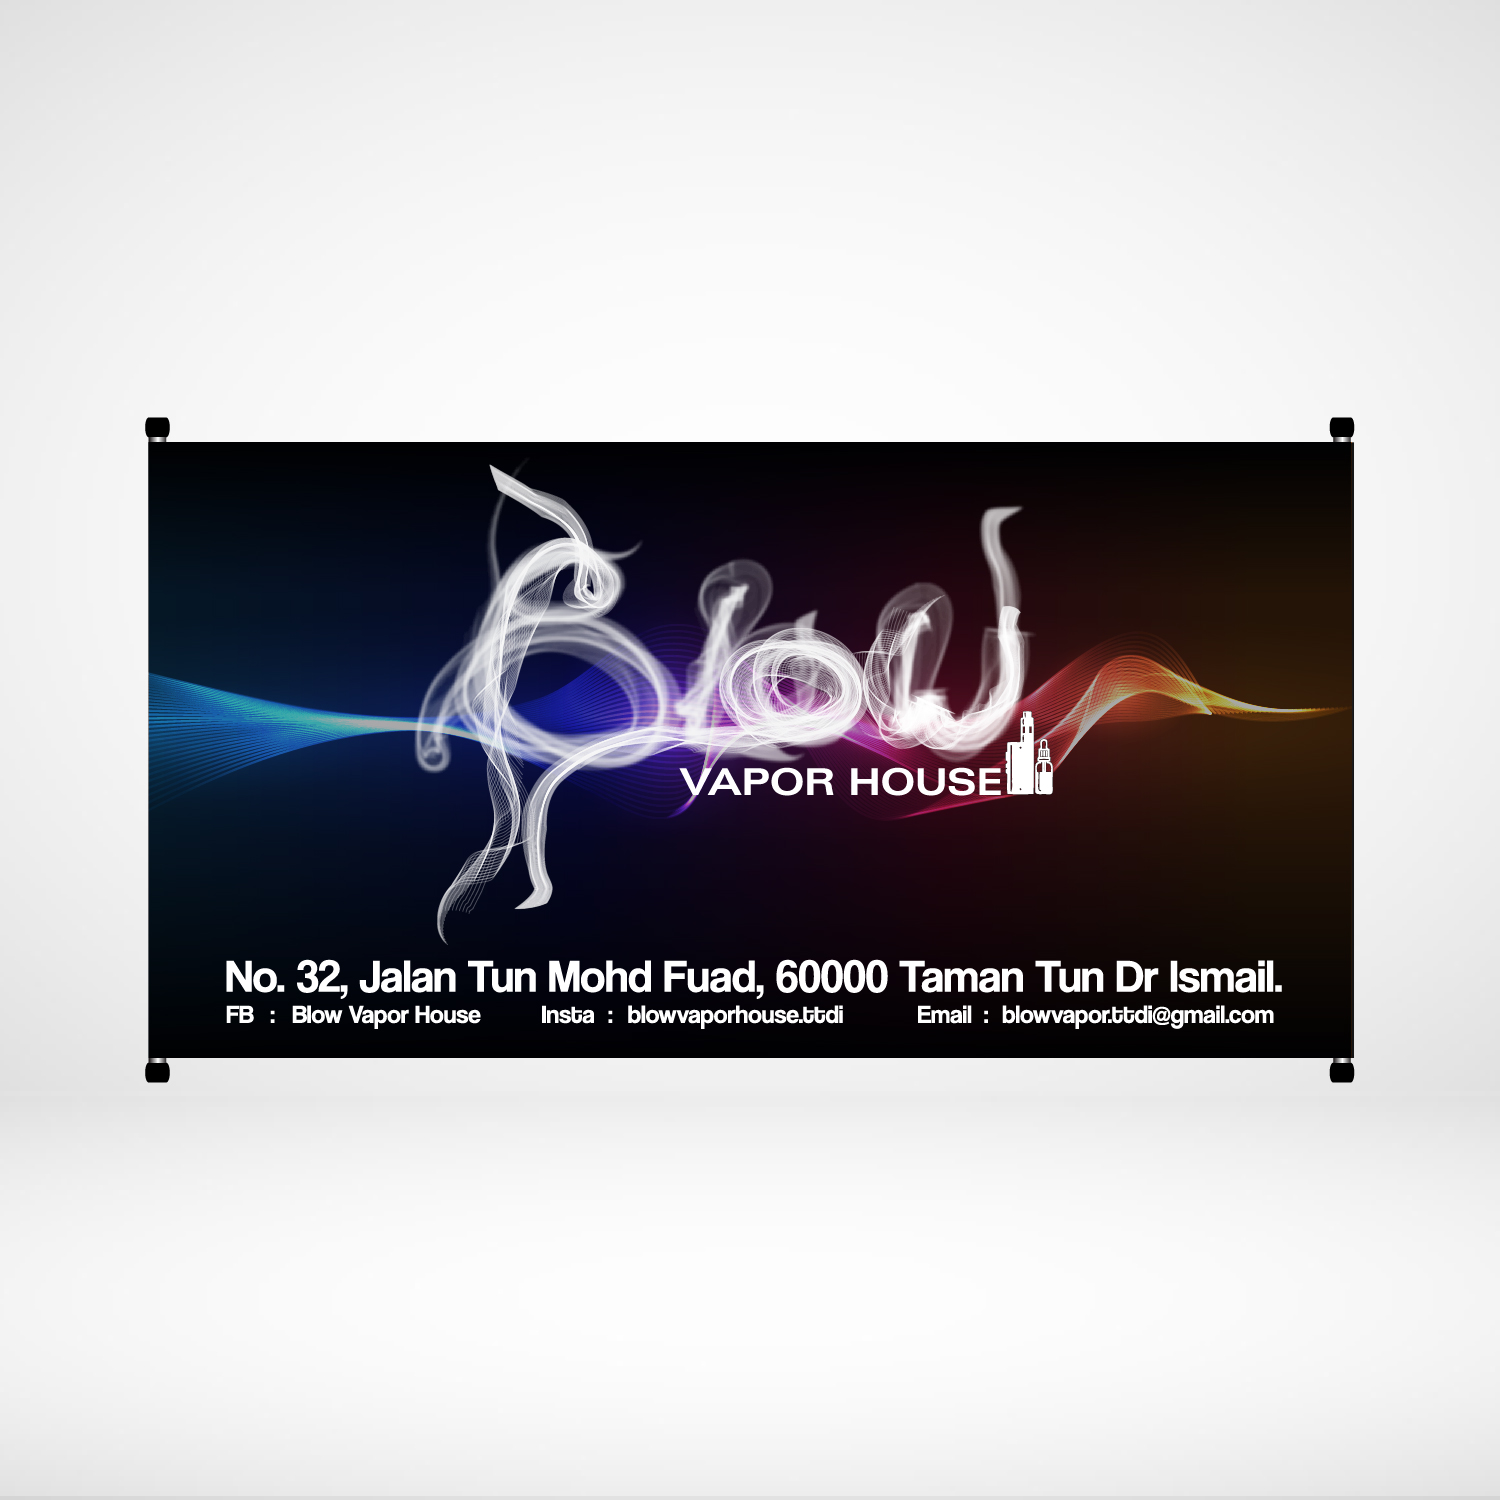 Blow
VAPOR HOUSE
No. 32, Jalan Tun Mohd Fuad, 60000 Taman Tun Dr Ismail.
FB : Blow Vapor House Insta : blowvaporhouse.ttdi Email : blowvapor.ttdi@gmail.com